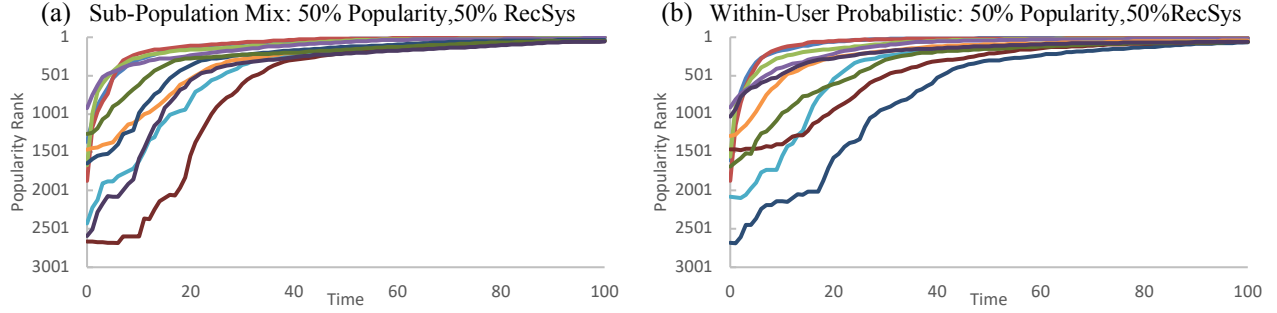 (a) Sub-Population Mix: 50% Popularity,50% RecSys
Popularity Rank
1
501
1001
1501
2001
2501
3001
0 20 40 60 80 100
Time
(b) Within-User Probabilistic: 50% Popularity,50%RecSys
Popularity Rank
1
501
1001
1501
2001
2501
3001
0 20 40 60 80 100
Time